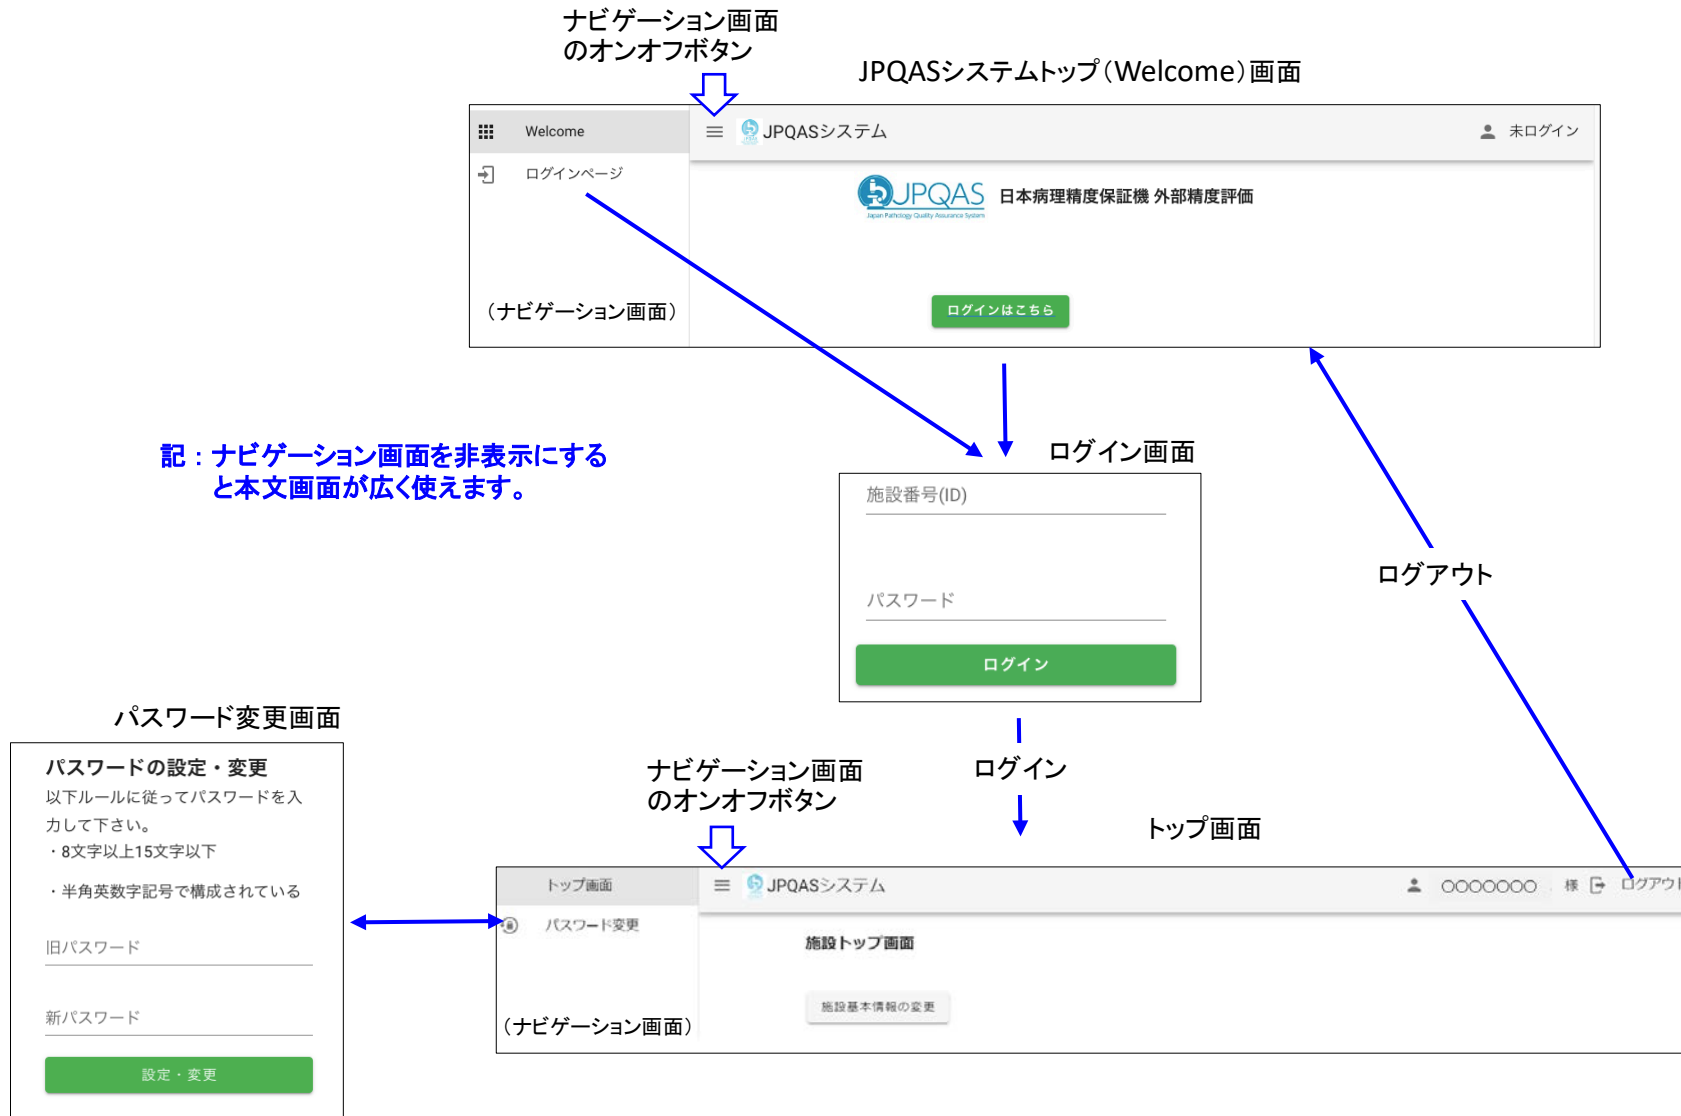 ナビゲーション画面
のオンオフボタン
JPQASシステムトップ（Welcome）画面
Welcome
JPQASシステム
未ログイン
ログインページ
JPQAS
Japan Pathology Quality Assurance System
日本病理精度保証機 外部精度評価
（ナビゲーション画面）
ログインはこちら
記：ナビゲーション画面を非表示にする
と本文画面が広く使えます。
ログイン画面
施設番号(ID)
パスワード
ログイン
ログアウト
パスワード変更画面
パスワードの設定・変更
以下ルールに従ってパスワードを入
力して下さい。
・8文字以上15文字以下
・半角英数字記号で構成されている
旧パスワード
新パスワード
設定・変更
ログイン
ナビゲーション画面
のオンオフボタン
トップ画面
トップ画面
JPQASシステム
〇〇〇〇〇〇〇 様
ログアウト
パスワード変更
施設トップ画面
施設基本情報の変更
（ナビゲーション画面）